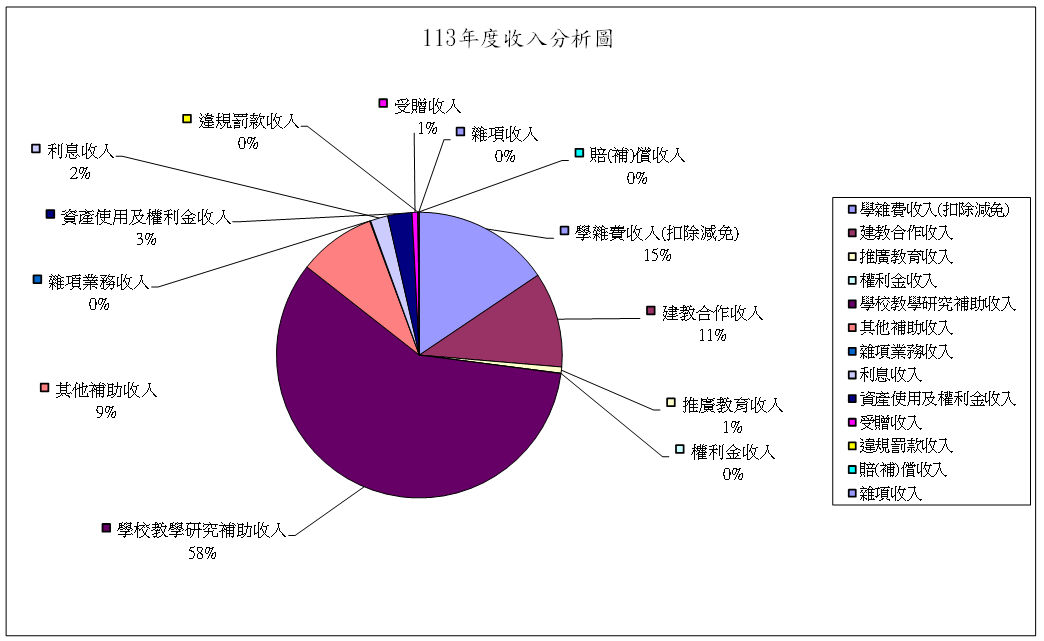 113年度收入分析圖
受贈收入
1%
違規罰款收入
0%
雜項收入
0%
利息收入
2%
賠(補)償收入
0%
資產使用及權利金收入
3%
學雜費收入(扣除減免)
15%
雜項業務收入
0%
建教合作收入
11%
其他補助收入
9%
推廣教育收入
1%
權利金收入
0%
學校教學研究補助收入
58%
學雜費收入(扣除減免)
建教合作收入
推廣教育收入
權利金收入
學校教學研究補助收入
其他補助收入
雜項業務收入
利息收入
資產使用及權利金收入
受贈收入
違規罰款收入
賠(補)償收入
雜項收入